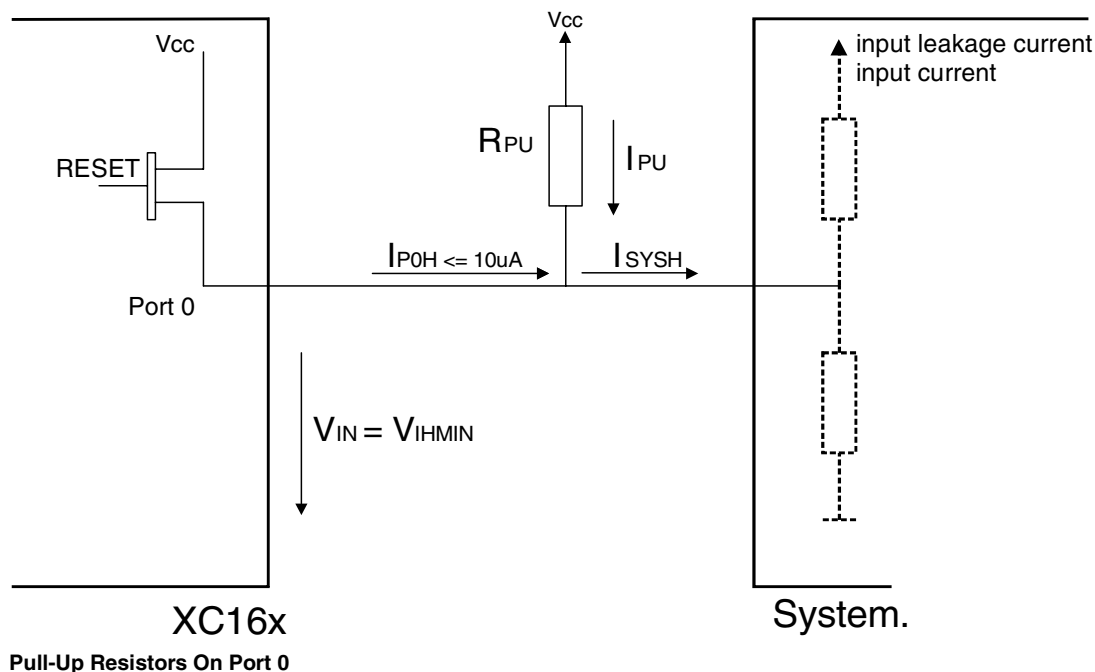 Vcc
Vcc
input leakage current
input current
RPU
IPU
RESET
IP0H <= 10uA
ISYSH
Port 0
VIN = VIHMIN
XC16x
System.
Pull-Up Resistors On Port 0